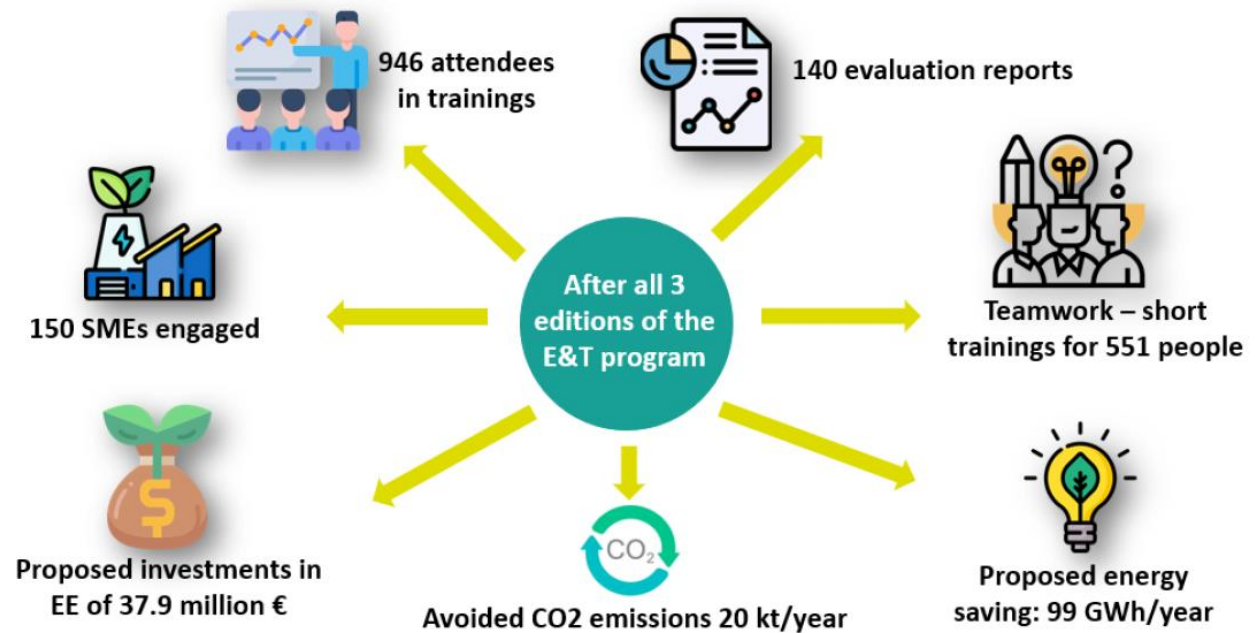 946 attendees
in trainings
140 evaluation reports
150 SMEs engaged
After all 3
editions of the
E&T program
Teamwork – short
trainings for 551 people
Proposed investments in
EE of 37.9 million €
CO₂
Avoided CO2 emissions 20 kt/year
Proposed energy
saving: 99 GWh/year